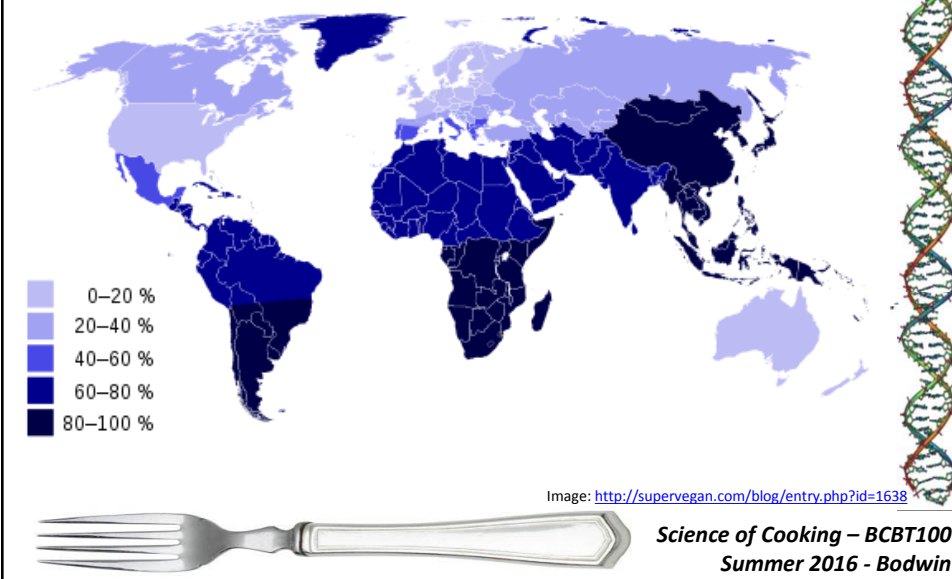 0–20 %
20–40 %
40–60 %
60–80 %
80–100 %
Image: http://supervegan.com/blog/entry.php?id=1638
Science of Cooking – BCBT100
Summer 2016 - Bodwin